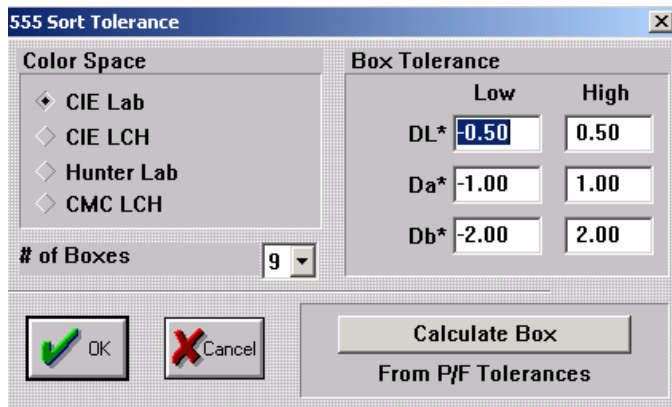 555 Sort Tolerance
Color Space
CIE Lab
CIE LCH
Hunter Lab
CMC LCH
# of Boxes 9
Box Tolerance
Low High
DL* -0.50 0.50
Da* -1.00 1.00
Db* -2.00 2.00
OK
Cancel
Calculate Box
From P/F Tolerances